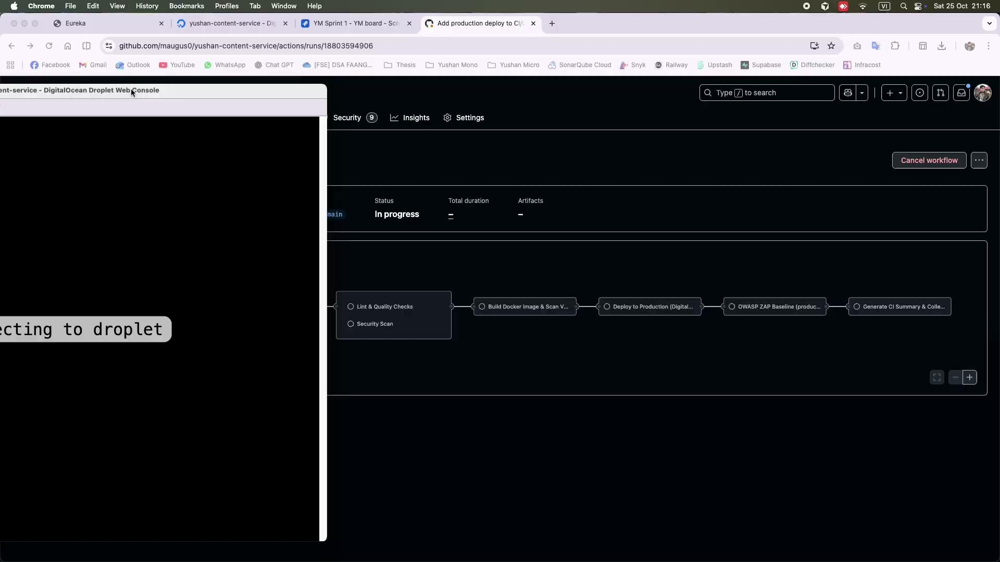 Chrome File Edit View History Bookmarks Profiles Tab Window Help VI Sat 25 Oct 21:16
Eureka yushan-content-service - Dig YM Sprint 1 - YM board - Scr Add production deploy to CI/C
github.com/maugus0/yushan-content-service/actions/runs/18803594906
Facebook Gmail Outlook YouTube WhatsApp Chat GPT [FSE] DSA FAANG... Thesis Yushan Mono Yushan Micro SonarQube Cloud Snyk Railway Upstash Supabase Diffchecker Infracost
ent-service - DigitalOcean Droplet Web Console
Type / to search
Security 9 Insights Settings
Cancel workflow
Status Total duration Artifacts
main In progress – –
Lint & Quality Checks Build Docker Image & Scan V... Deploy to Production (Digital... OWASP ZAP Baseline (produc... Generate CI Summary & Colle...
Security Scan
ecting to droplet